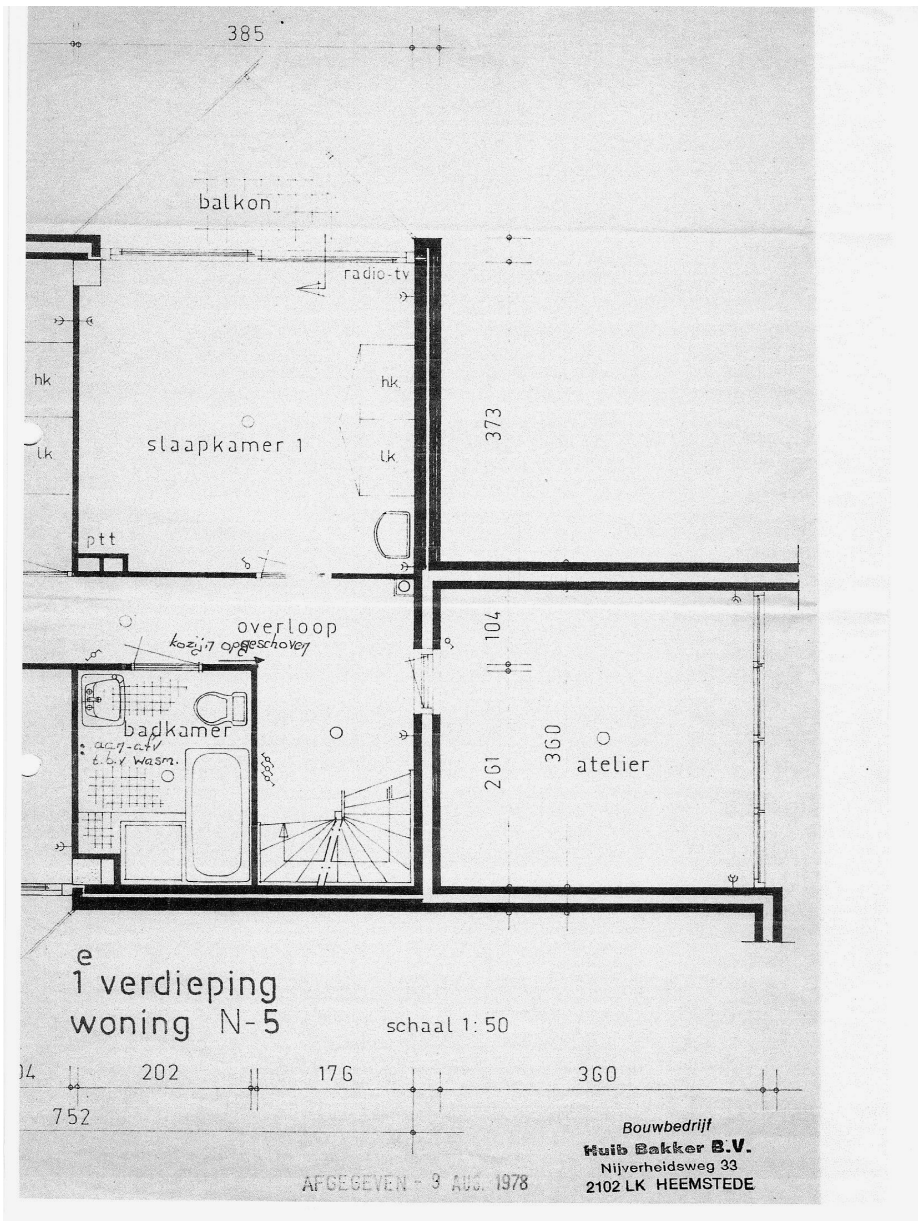 385
balkon
radio-tv
hk
hk.
373
slaapkamer 1
lk
lk
ptt
104
overloop
kozijn opgeschoven
badkamer
aan-afv
t.b.v wasm.
261
360
atelier
e
1 verdieping
woning N-5
schaal 1:50
04
202
176
360
752
Bouwbedrijf
Huib Bakker B.V.
Nijverheidsweg 33
2102 LK HEEMSTEDE
AFGEGEVEN - 9 AUG. 1978